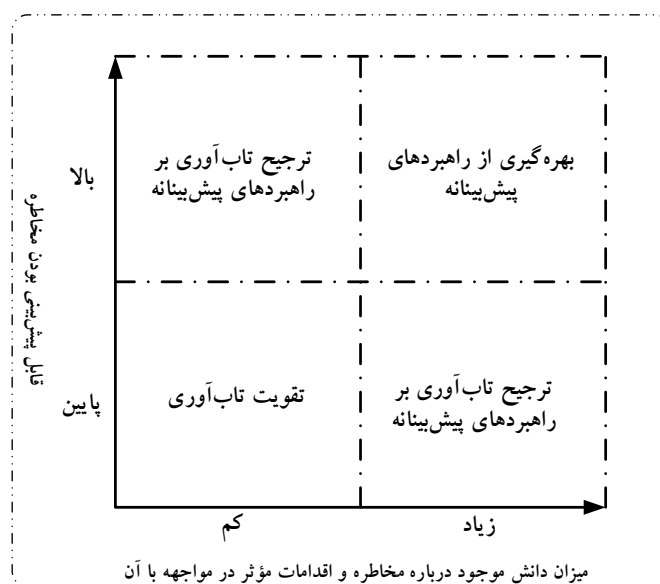 بالا
ترجیح تاب‌آوری بر
راهبردهای پیش‌بینانه
بهره‌گیری از راهبردهای
پیش‌بینانه
قابل پیش‌بینی بودن مخاطره
پایین
تقویت تاب‌آوری
ترجیح تاب‌آوری بر
راهبردهای پیش‌بینانه
کم
زیاد
میزان دانش موجود درباره مخاطره و اقدامات مؤثر در مواجهه با آن